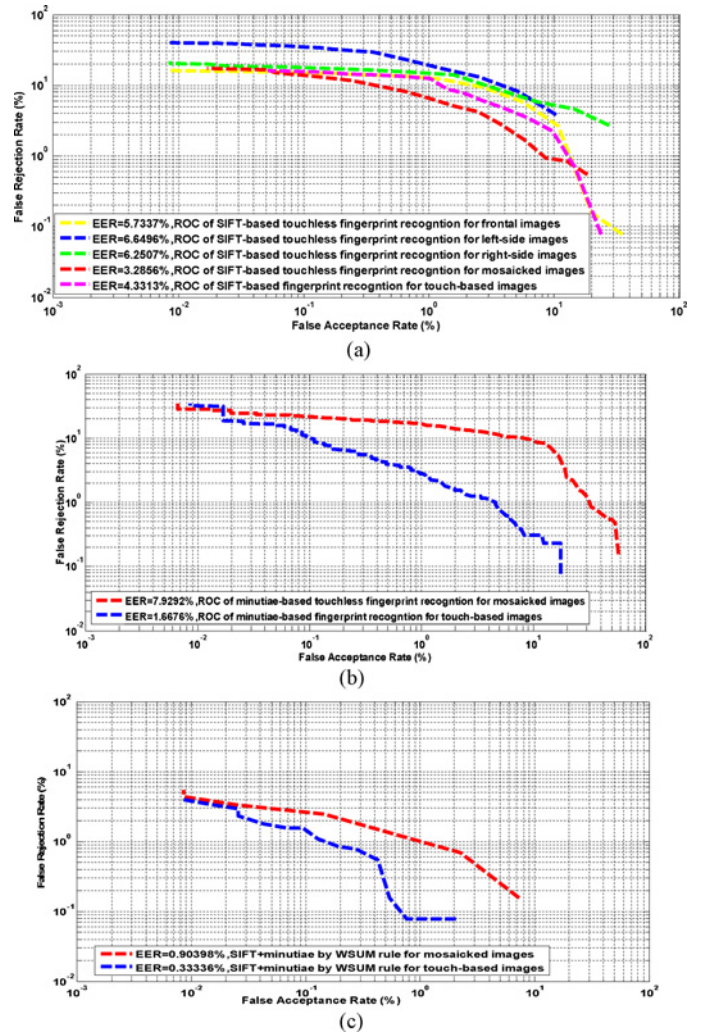 10^2
10^1
10^0
10^-1
10^-2
False Rejection Rate (%)
EER=5.7337%,ROC of SIFT-based touchless fingerprint recogntion for frontal images
EER=6.6496%,ROC of SIFT-based touchless fingerprint recogntion for left-side images
EER=6.2507%,ROC of SIFT-based touchless fingerprint recogntion for right-side images
EER=3.2856%,ROC of SIFT-based touchless fingerprint recogntion for mosaicked images
EER=4.3313%,ROC of SIFT-based fingerprint recogntion for touch-based images
10^-3 10^-2 10^-1 10^0 10^1 10^2
False Acceptance Rate (%)
(a)
10^2
10^1
10^0
10^-1
10^-2
False Rejection Rate (%)
EER=7.9292%,ROC of minutiae-based touchless fingerprint recogntion for mosaicked images
EER=1.6676%,ROC of minutiae-based fingerprint recogntion for touch-based images
10^-3 10^-2 10^-1 10^0 10^1 10^2
False Acceptance Rate (%)
(b)
10^2
10^1
10^0
10^-1
10^-2
False Rejection Rate (%)
EER=0.90398%,SIFT+minutiae by WSUM rule for mosaicked images
EER=0.33336%,SIFT+minutiae by WSUM rule for touch-based images
10^-3 10^-2 10^-1 10^0 10^1 10^2
False Acceptance Rate (%)
(c)